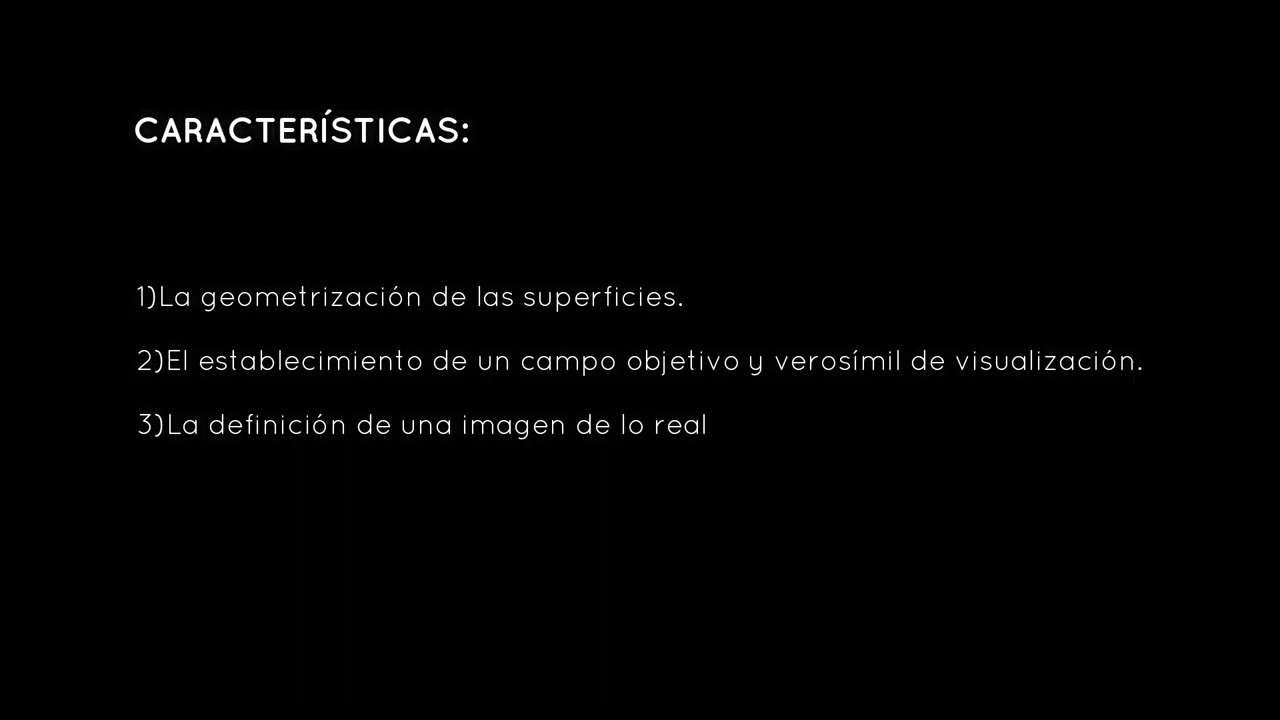 CARACTERÍSTICAS:
1)La geometrización de las superficies.
2)El establecimiento de un campo objetivo y verosímil de visualización.
3)La definición de una imagen de lo real